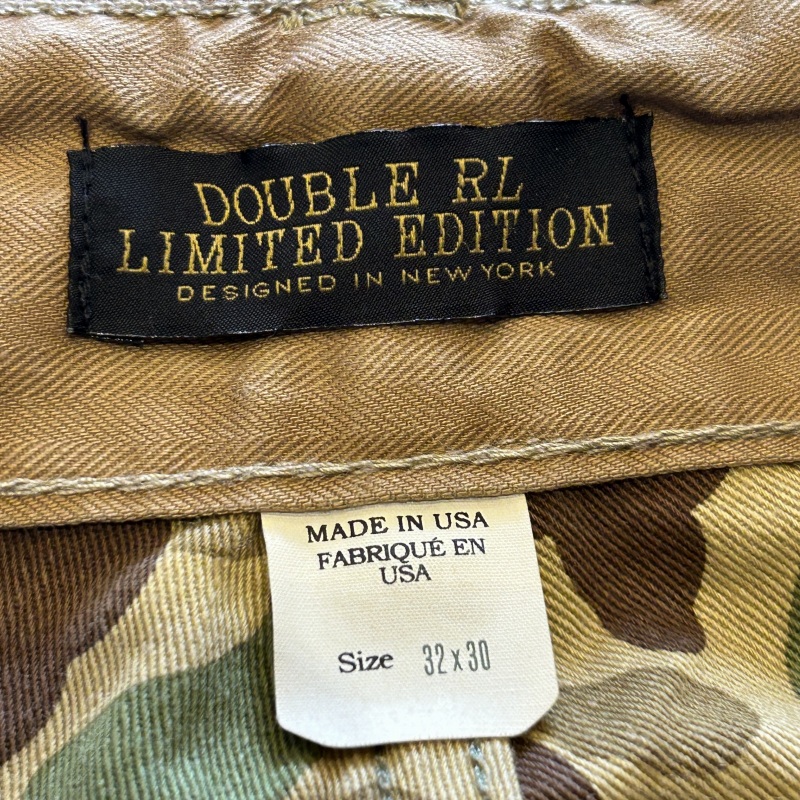 DOUBLE RL
LIMITED EDITION
DESIGNED IN NEW YORK
MADE IN USA
FABRIQUÉ EN
USA
Size 32 x 30